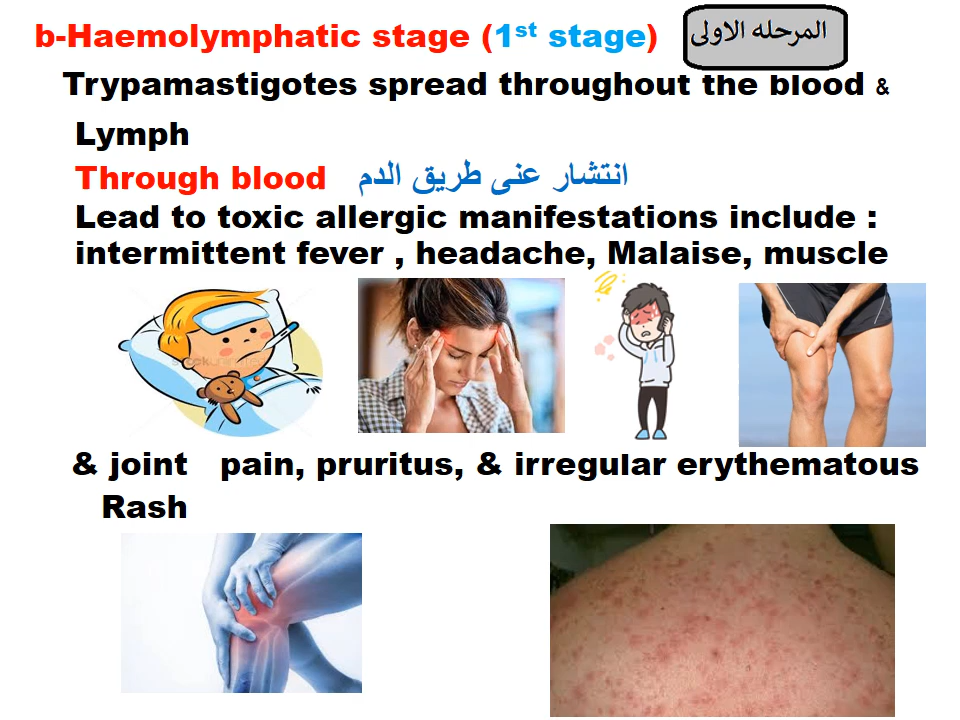 b-Haemolymphatic stage (1st stage)
المرحله الاولى
Trypamastigotes spread throughout the blood &
Lymph
Through blood انتشار عنى طريق الدم
Lead to toxic allergic manifestations include :
intermittent fever , headache, Malaise, muscle
& joint pain, pruritus, & irregular erythematous
Rash